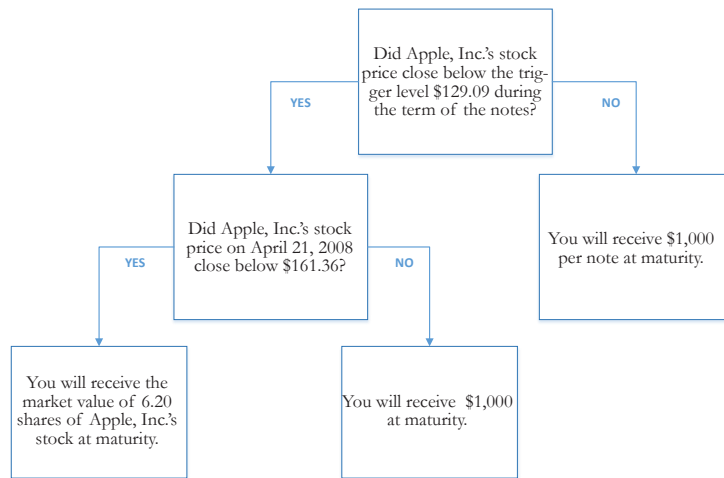 Did Apple, Inc.'s stock
price close below the trig-
ger level $129.09 during
the term of the notes?
YES
NO
Did Apple, Inc.'s stock
price on April 21, 2008
close below $161.36?
You will receive $1,000
per note at maturity.
YES
NO
You will receive the
market value of 6.20
shares of Apple, Inc.'s
stock at maturity.
You will receive $1,000
at maturity.